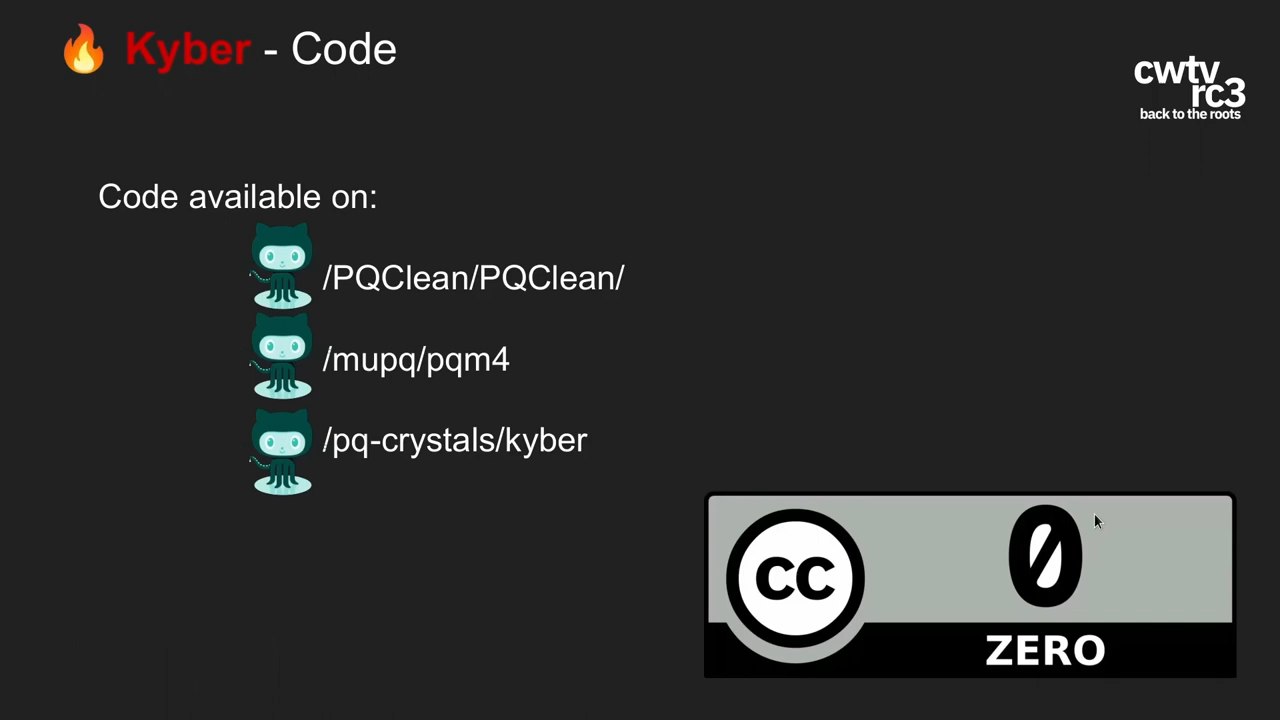 🔥 Kyber - Code
cwtv
rc3
back to the roots
Code available on:
/PQClean/PQClean/
/mupq/pqm4
/pq-crystals/kyber
cc
0
ZERO